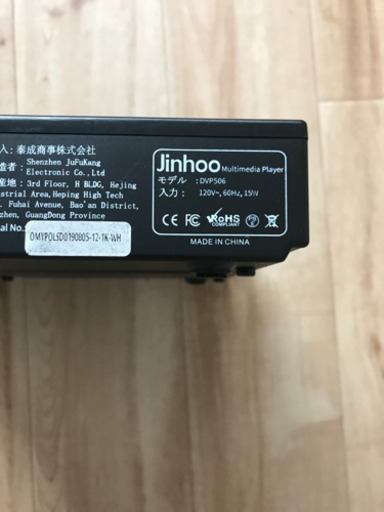 入: 泰成商事株式会社
造者: Shenzhen JuFuKang
Electronic Co.,Ltd
産地: 3rd Floor, H BLDG, Hejing
strial Area,Heping High Tech
, Fuhai Avenue, Bao'an District,
zhen, GuangDong Province
al No.:
OM1POLSD0190805-12-1K-WH
Jinhoo Multimedia Player
モデル :DVP506
入力: 120V~, 60Hz, 15W
CE FC RoHS
COMPLIANT
MADE IN CHINA